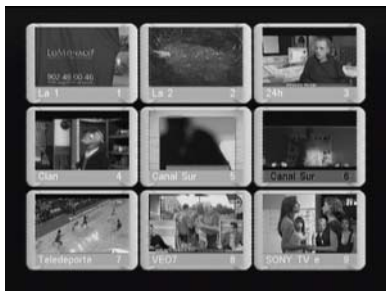 902 48 00 46
La 1 1
La 2 2
24h 3
Clan 4
Canal Sur 5
Canal Sur 6
Teledeporte 7
VEO7 8
SONY TV e 9